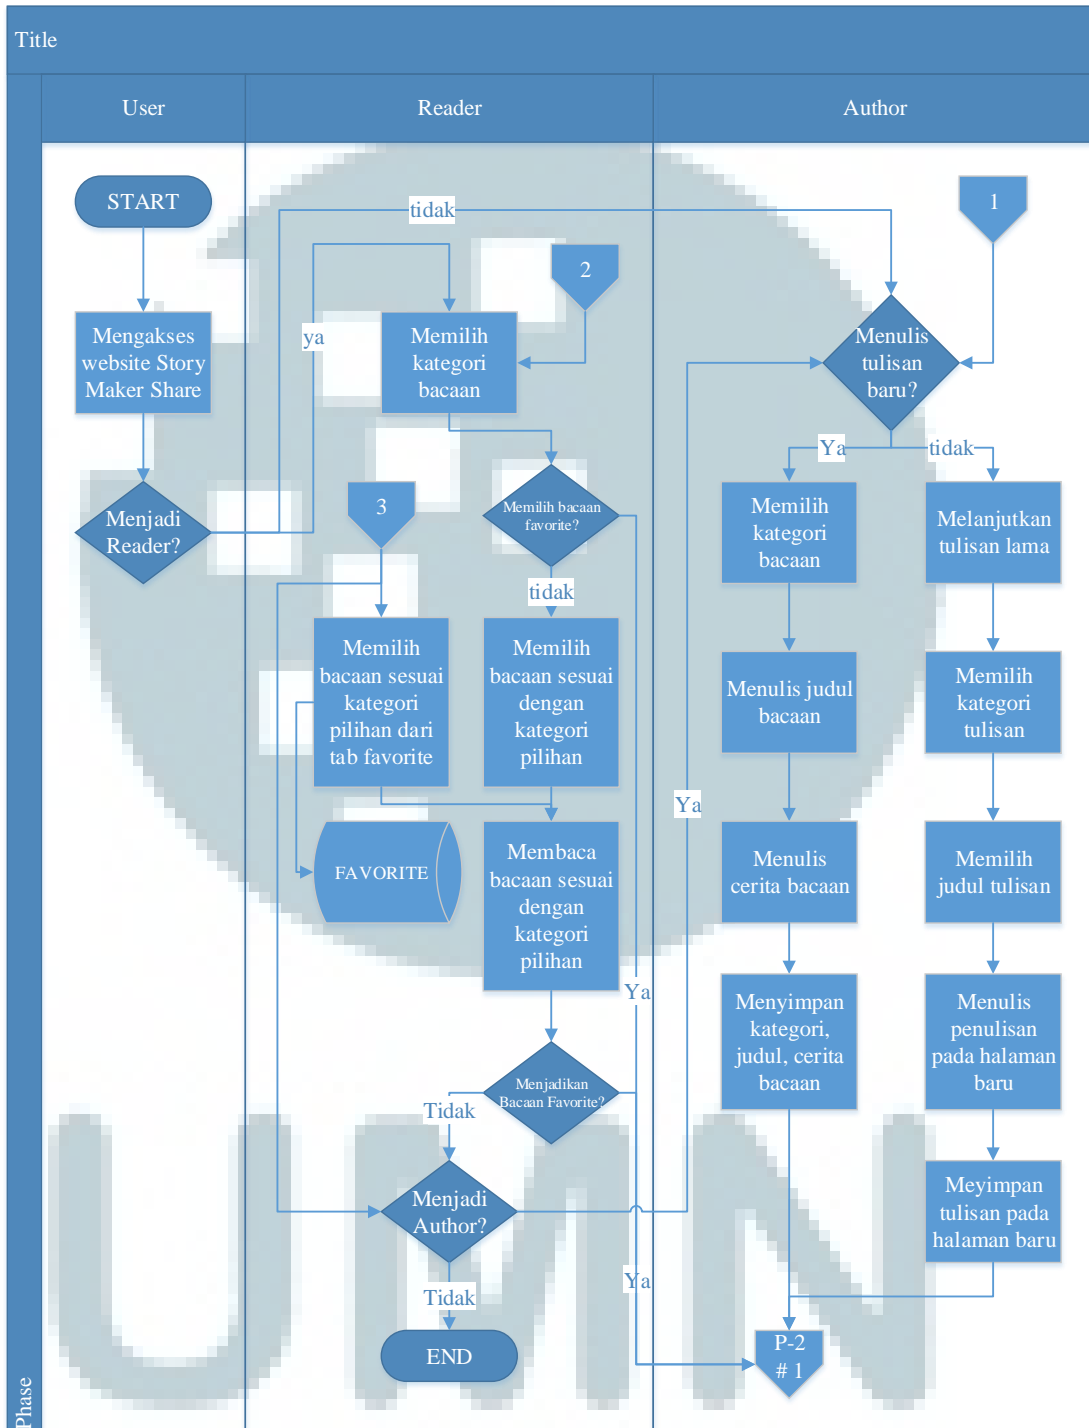 Title
User
Reader
Author
START
tidak
1
2
Mengakses
website Story
Maker Share
ya
Memilih
kategori
bacaan
Menulis
tulisan
baru?
Ya
tidak
Menjadi
Reader?
3
Memilih bacaan
favorite?
Memilih
kategori
bacaan
Melanjutkan
tulisan lama
tidak
Memilih
bacaan sesuai
kategori
pilihan dari
tab favorite
Memilih
bacaan sesuai
dengan
kategori
pilihan
Menulis judul
bacaan
Memilih
kategori
tulisan
Ya
FAVORITE
Membaca
bacaan sesuai
dengan
kategori
pilihan
Menulis
cerita bacaan
Memilih
judul tulisan
Ya
Menyimpan
kategori,
judul, cerita
bacaan
Menulis
penulisan
pada halaman
baru
Menjadikan
Bacaan Favorite?
Tidak
Menjadi
Author?
Meyimpan
tulisan pada
halaman baru
Tidak
Ya
END
P-2
# 1
Phase
UMN